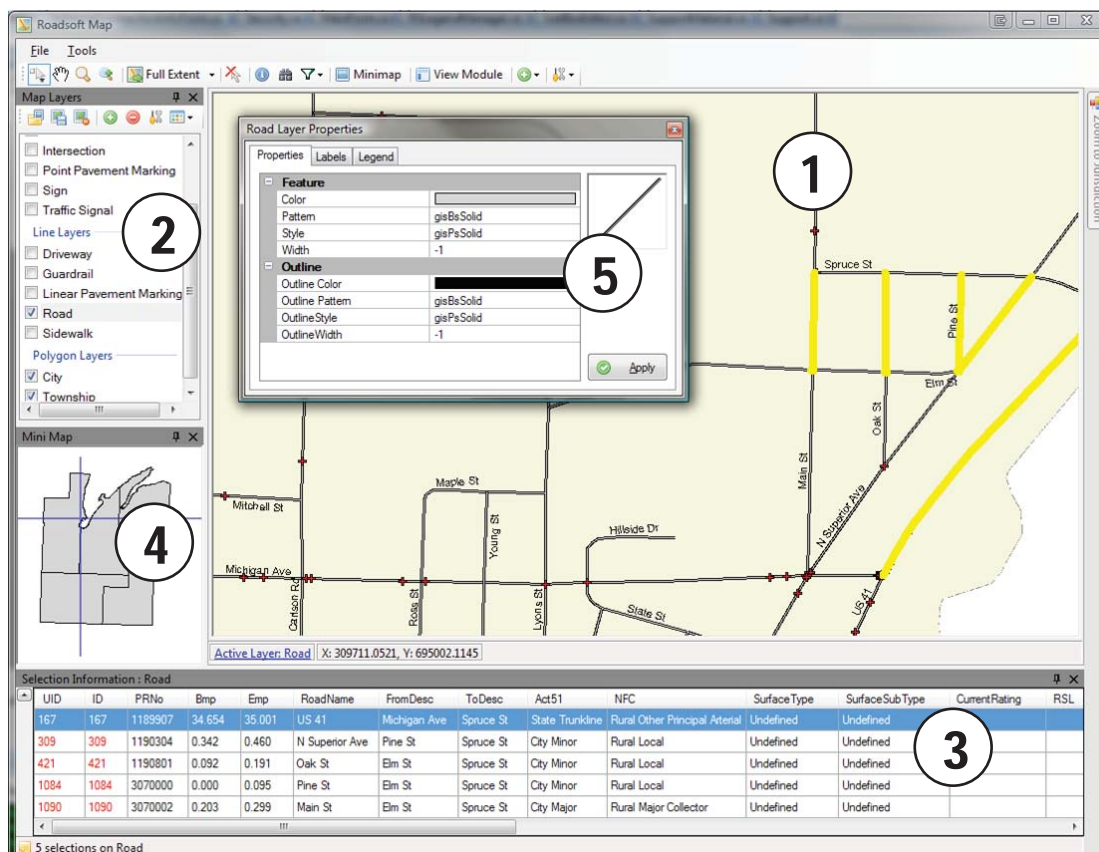 Roadsoft Map
File Tools
Full Extent Minimap View Module
Map Layers
Intersection
Point Pavement Marking
Sign
Traffic Signal
Line Layers
Driveway
Guardrail
Linear Pavement Marking
Road
Sidewalk
Polygon Layers
City
Township
2
Mini Map
4
Road Layer Properties
Properties Labels Legend
Feature
Color
Pattern gisBsSolid
Style gisPsSolid
Width -1
Outline
Outline Color
Outline Pattern gisBsSolid
OutlineStyle gisPsSolid
OutlineWidth -1
Apply
5
1
Spruce St
Pine St
Elm St
Oak St
Main St
N Superior Ave
Maple St
Mitchell St
Young St
Hillside Dr
Michigan Ave
Carlson Rd
Ross St
Lyons St
State St
US 41
Zoom to Jurisdiction
Active Layer: Road X: 309711.0521, Y: 695002.1145
Selection Information : Road
UID ID PRNo Bmp Emp RoadName FromDesc ToDesc Act51 NFC SurfaceType SurfaceSubType CurrentRating RSL
167 167 1189907 34.654 35.001 US 41 Michigan Ave Spruce St State Trunkline Rural Other Principal Arterial Undefined Undefined
309 309 1190304 0.342 0.460 N Superior Ave Pine St Spruce St City Minor Rural Local Undefined Undefined
421 421 1190801 0.092 0.191 Oak St Elm St Spruce St City Minor Rural Local Undefined Undefined
1084 1084 3070000 0.000 0.095 Pine St Elm St Spruce St City Minor Rural Local Undefined Undefined
1090 1090 3070002 0.203 0.299 Main St Elm St Spruce St City Major Rural Major Collector Undefined Undefined
3
5 selections on Road